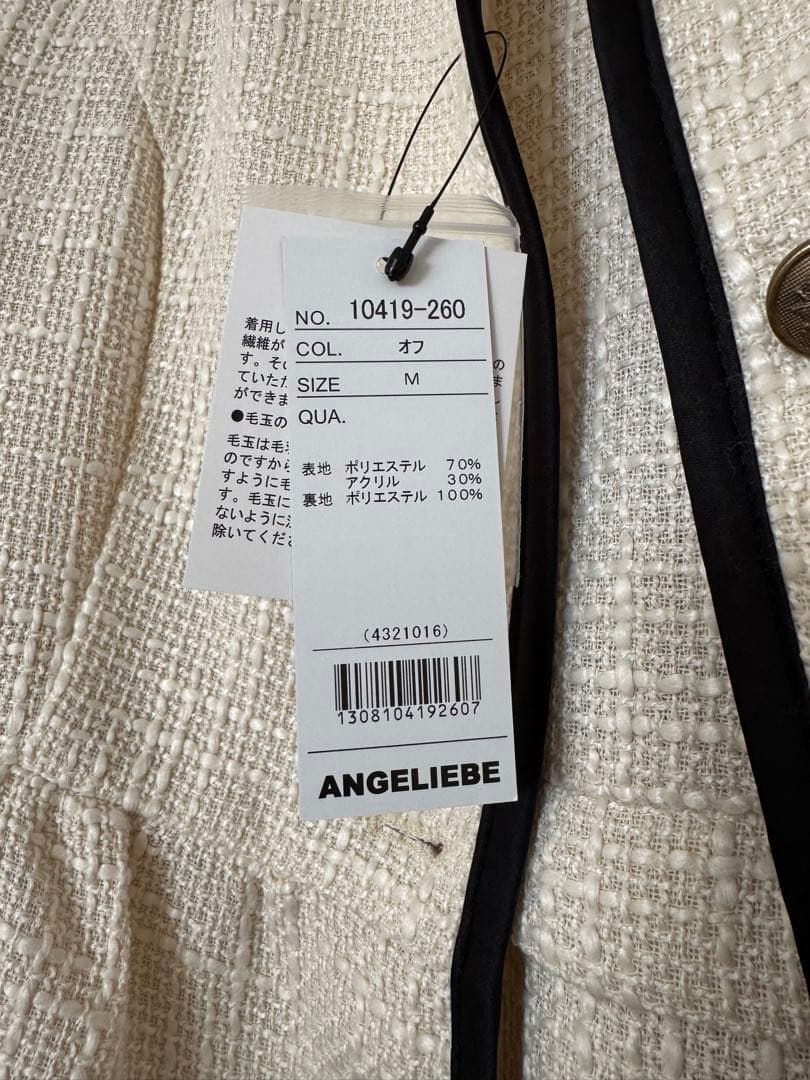 NO. 10419-260
COL. オフ
SIZE M
QUA.
表地 ポリエステル 70%
アクリル 30%
裏地 ポリエステル 100%
(4321016)
1308104192607
ANGELIEBE
着用し
繊維が
す。その
ていただ
ができま
●毛玉の
毛玉は毛
のですから
すように毛
す。毛玉に
ないように
除いてくだ